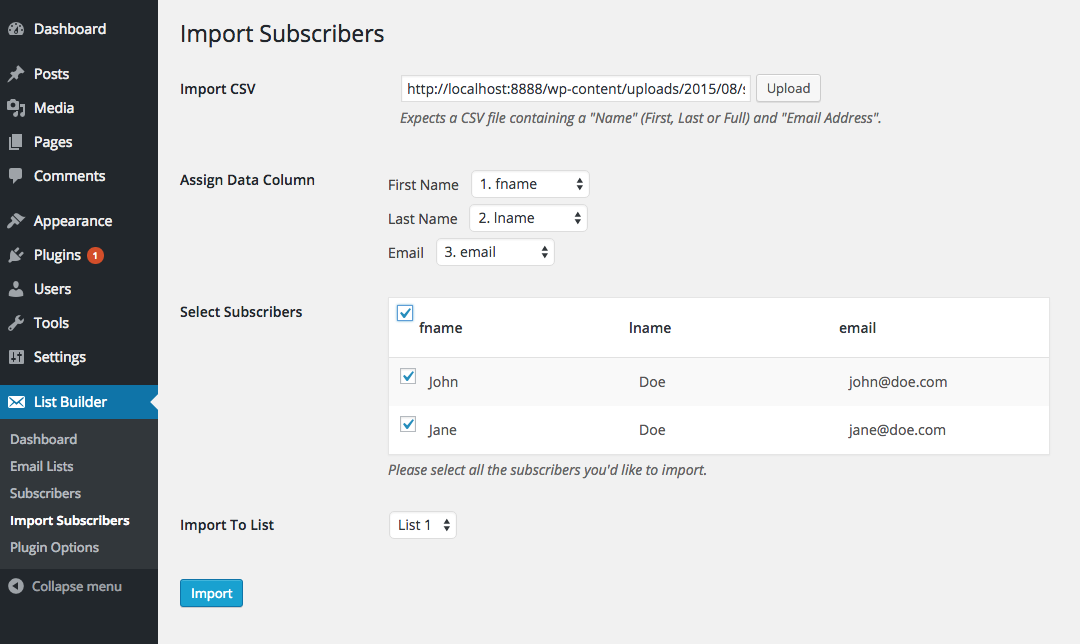 Dashboard
Posts
Media
Pages
Comments
Appearance
Plugins 1
Users
Tools
Settings
List Builder
Dashboard
Email Lists
Subscribers
Import Subscribers
Plugin Options
Collapse menu
Import Subscribers
Import CSV
http://localhost:8888/wp-content/uploads/2015/08/s
Upload
Expects a CSV file containing a "Name" (First, Last or Full) and "Email Address".
Assign Data Column
First Name 1. fname
Last Name 2. lname
Email 3. email
Select Subscribers
fname lname email
John Doe john@doe.com
Jane Doe jane@doe.com
Please select all the subscribers you'd like to import.
Import To List
List 1
Import